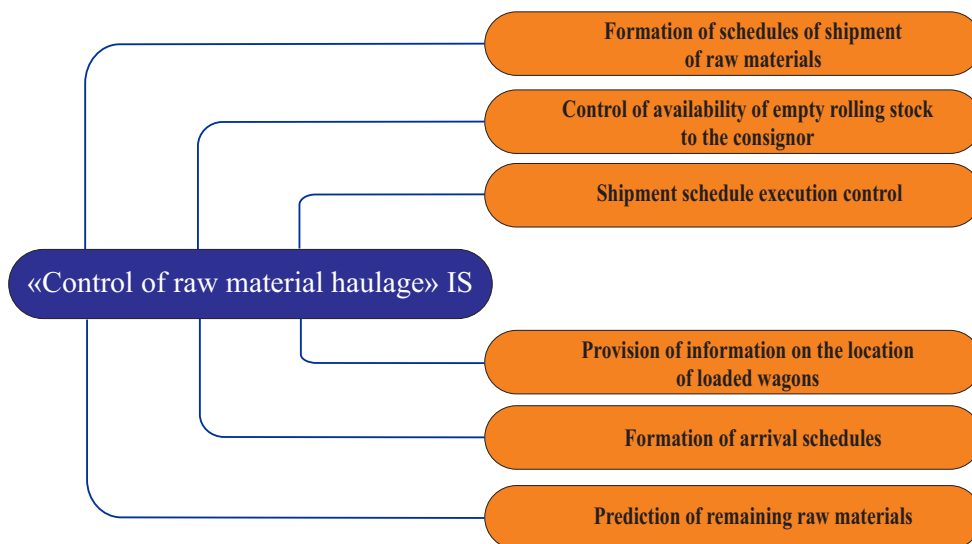 Formation of schedules of shipment
of raw materials
Control of availability of empty rolling stock
to the consignor
Shipment schedule execution control
«Control of raw material haulage» IS
Provision of information on the location
of loaded wagons
Formation of arrival schedules
Prediction of remaining raw materials